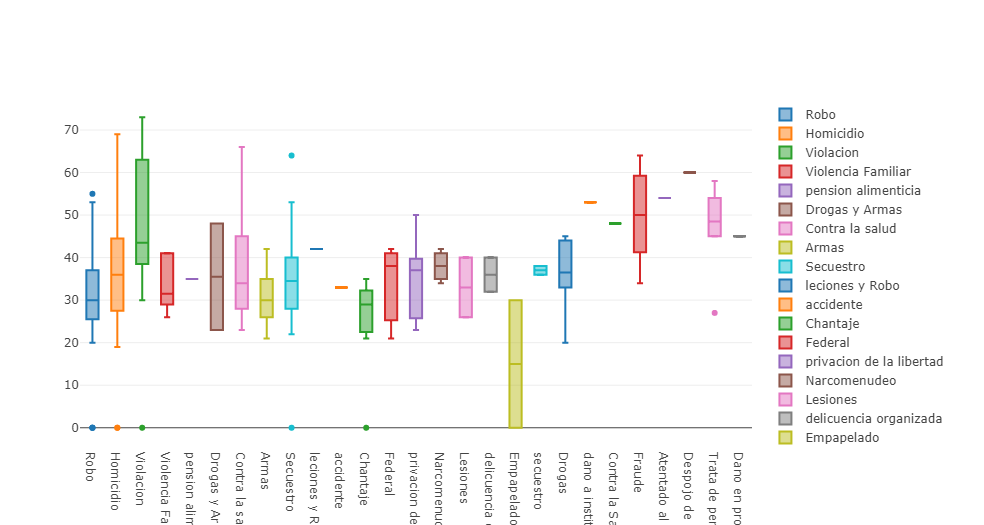 70
60
50
40
30
20
10
0
Robo
Homicidio
Violacion
Violencia Fa
pension alim
Drogas y Ar
Contra la sa
Armas
Secuestro
leciones y R
accidente
Chantaje
Federal
privacion de
Narcomenuc
Lesiones
delicuencia
Empapelado
secuestro
Drogas
dano a instit
Contra la Sa
Fraude
Atentado al
Despojo de
Trata de per
Dano en pro
Robo
Homicidio
Violacion
Violencia Familiar
pension alimenticia
Drogas y Armas
Contra la salud
Armas
Secuestro
leciones y Robo
accidente
Chantaje
Federal
privacion de la libertad
Narcomenudeo
Lesiones
delicuencia organizada
Empapelado